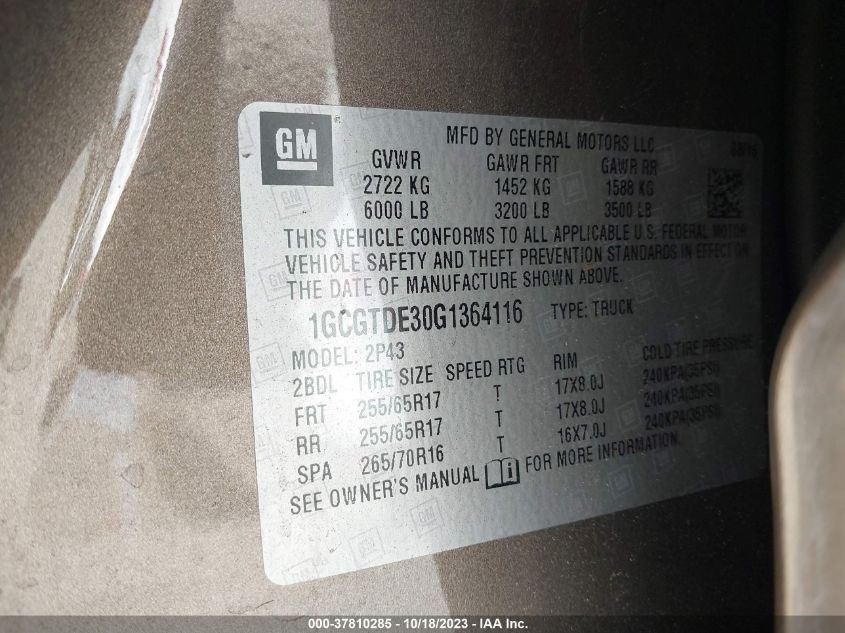 GM
MFD BY GENERAL MOTORS LLC 08/16
GVWR GAWR FRT GAWR RR
2722 KG 1452 KG 1588 KG
6000 LB 3200 LB 3500 LB
THIS VEHICLE CONFORMS TO ALL APPLICABLE U.S. FEDERAL MOTOR
VEHICLE SAFETY AND THEFT PREVENTION STANDARDS IN EFFECT ON
THE DATE OF MANUFACTURE SHOWN ABOVE.
1GCGTDE30G1364116 TYPE: TRUCK
MODEL: 2P43
2BDL TIRE SIZE SPEED RTG RIM COLD TIRE PRESSURE
FRT 255/65R17 T 17X8.0J 240KPA(35PSI)
RR 255/65R17 T 17X8.0J 240KPA(35PSI)
SPA 265/70R16 T 16X7.0J 240KPA(35PSI)
SEE OWNER'S MANUAL FOR MORE INFORMATION.
000-37810285 - 10/18/2023 - IAA Inc.